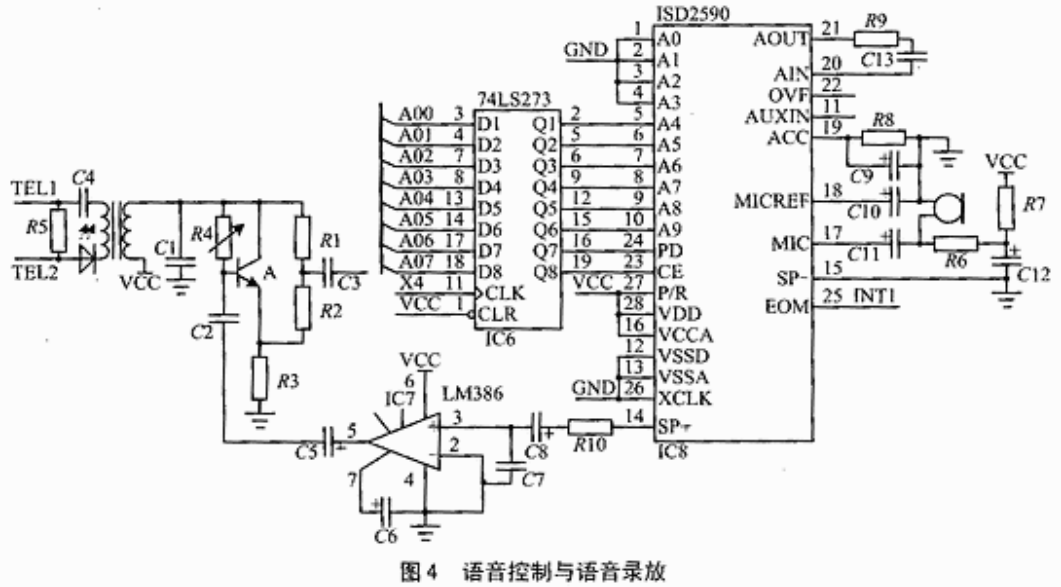 ISD2590
1 A0
GND 2 A1
3 A2
4 A3
AOUT 21 R9
C13
AIN 20
OVF 22
AUXIN 11
ACC 19 R8
C9
VCC
MICREF 18 C10
R7
MIC 17 C11 R6
C12
SP- 15
EOM 25 INT1
74LS273
A00 3 D1 Q1 2 5 A4
A01 4 D2 Q2 5 6 A5
A02 7 D3 Q3 6 7 A6
A03 8 D4 Q4 9 8 A7
A04 13 D5 Q5 12 9 A8
A05 14 D6 Q6 15 10 A9
A06 17 D7 Q7 16 24 PD
A07 18 D8 Q8 19 23 CE
X4 11 CLK
VCC 1 CLR
IC6
VCC 27 P/R
28 VDD
16 VCCA
12 VSSD
13 VSSA
GND 26 XCLK
14 SP+
IC8
TEL1 C4
R5
TEL2
VCC
C1
R4
A
R1
C3
R2
C2
R3
VCC
6
IC7 LM386
C5 5
3
2
7
4
C6
C7
C8
R10
图4 语音控制与语音录放